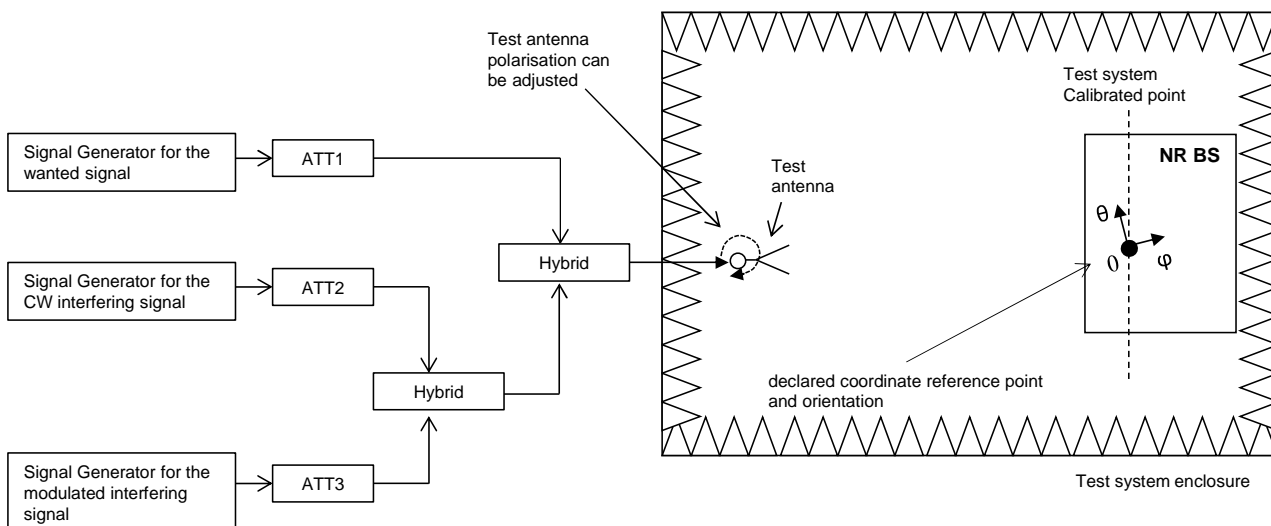 Test antenna
polarisation can
be adjusted
Test system
Calibrated point
Signal Generator for the
wanted signal
ATT1
NR BS
Test
antenna
θ
φ
0
Hybrid
Signal Generator for the
CW interfering signal
ATT2
Hybrid
declared coordinate reference point
and orientation
Signal Generator for the
modulated interfering
signal
ATT3
Test system enclosure